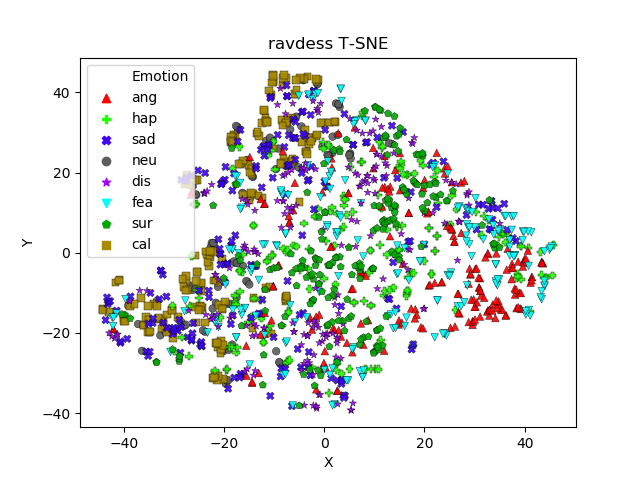 ravdess T-SNE
Emotion
ang
hap
sad
neu
dis
fea
sur
cal
40
20
0
−20
−40
Y
−40
−20
0
20
40
X